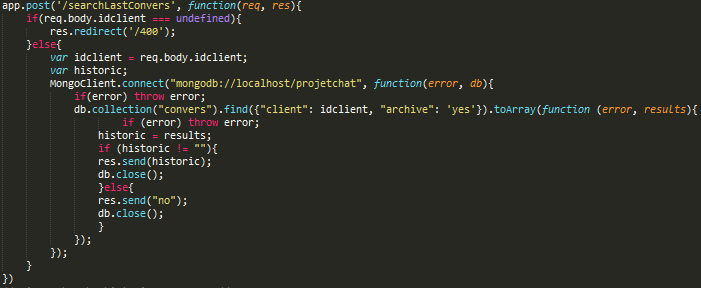 app.post('/searchLastConvers', function(req, res){
    if(req.body.idclient === undefined){
        res.redirect('/400');
    }else{
        var idclient = req.body.idclient;
        var historic;
        MongoClient.connect("mongodb://localhost/projetchat", function(error, db){
            if(error) throw error;
            db.collection("convers").find({"client": idclient, "archive": 'yes'}).toArray(function (error, results){
                    if (error) throw error;
                historic = results;
                if (historic != ""){
                res.send(historic);
                db.close();
                }else{
                res.send("no");
                db.close();
                }
            });
        });
    }
})